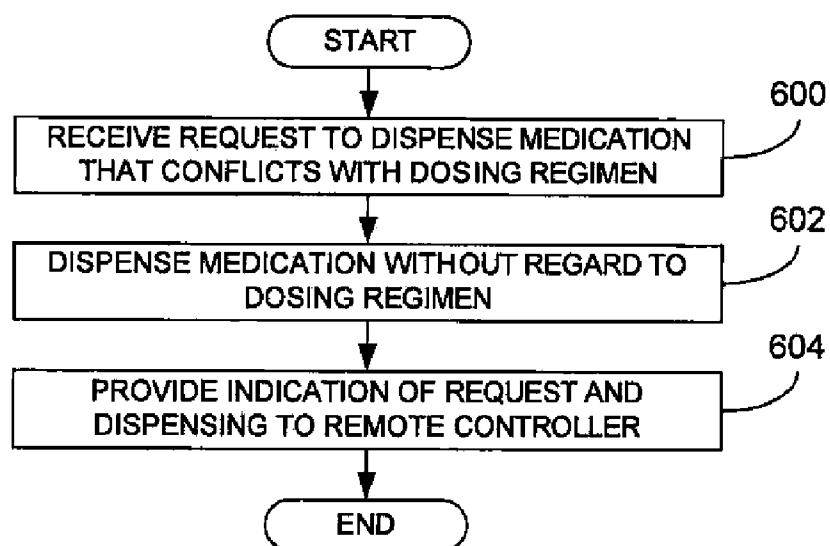 START
600
RECEIVE REQUEST TO DISPENSE MEDICATION
THAT CONFLICTS WITH DOSING REGIMEN
602
DISPENSE MEDICATION WITHOUT REGARD TO
DOSING REGIMEN
604
PROVIDE INDICATION OF REQUEST AND
DISPENSING TO REMOTE CONTROLLER
END